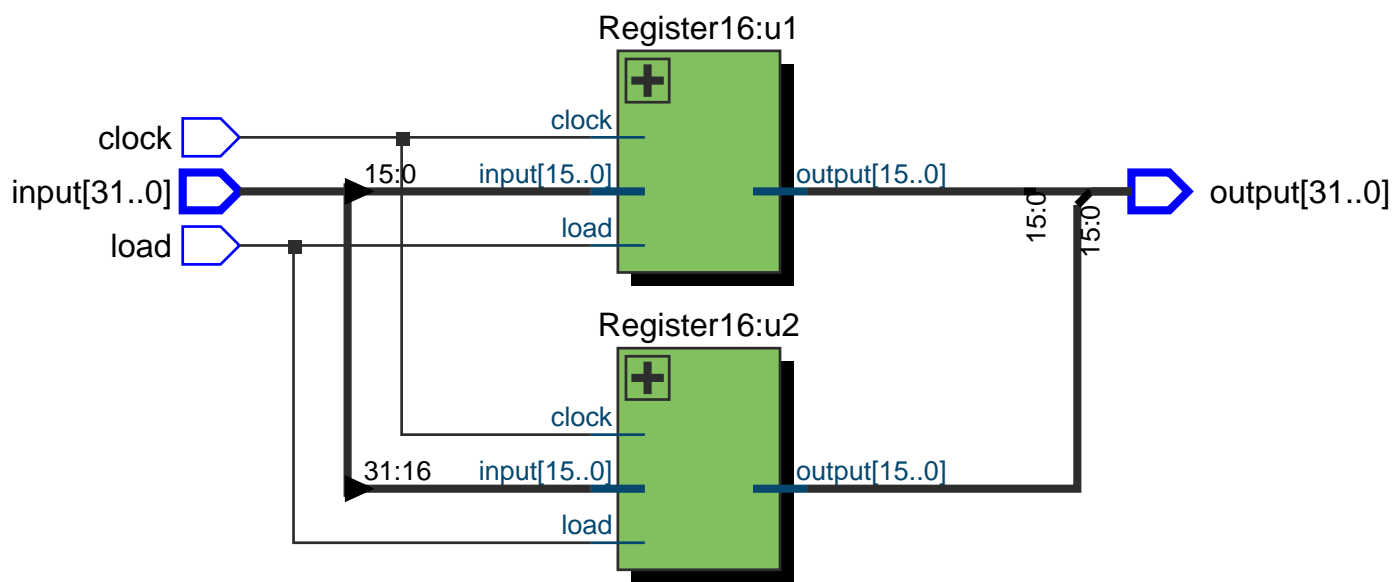 Register16:u1
clock
clock
15:0
input[15..0]
output[15..0]
input[31..0]
output[31..0]
load
load
15:0
15:0
Register16:u2
clock
31:16
input[15..0]
output[15..0]
load